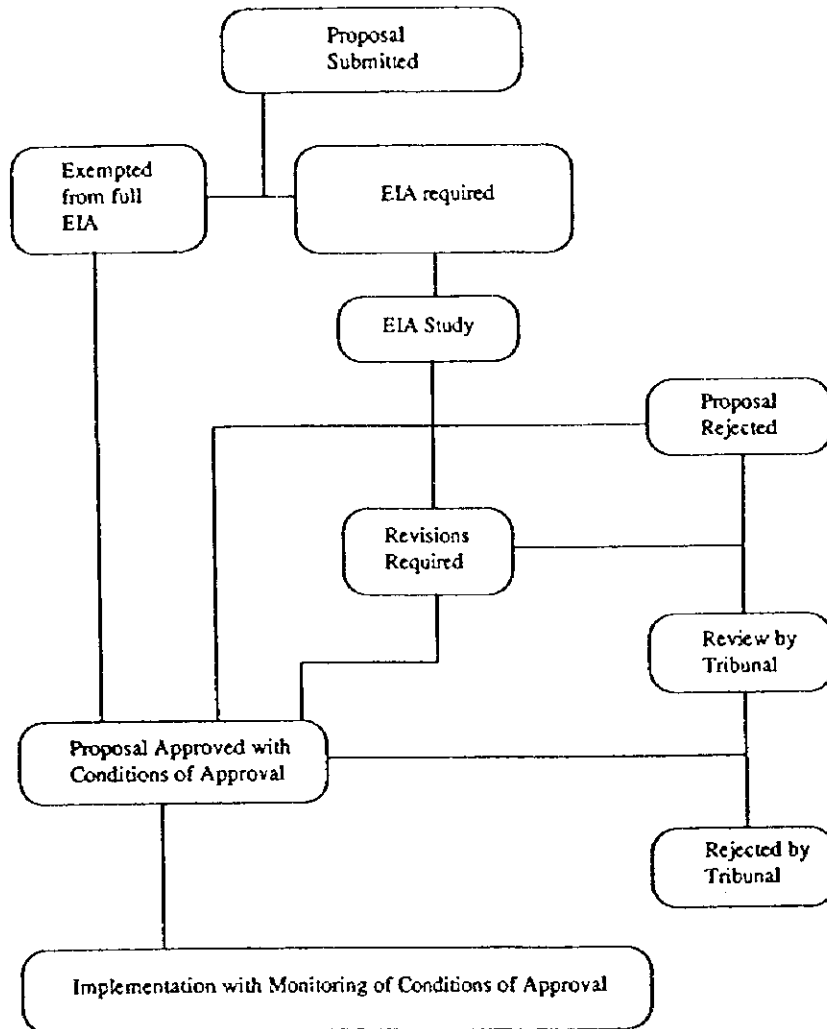 Proposal
Submitted
Exempted
from full
EIA
EIA required
EIA Study
Proposal
Rejected
Revisions
Required
Review by
Tribunal
Proposal Approved with
Conditions of Approval
Rejected by
Tribunal
Implementation with Monitoring of Conditions of Approval